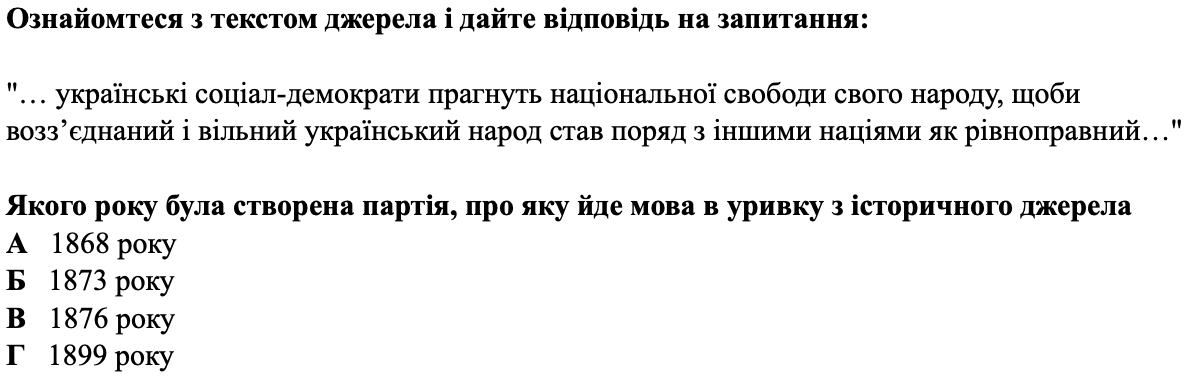 Ознайомтеся з текстом джерела і дайте відповідь на запитання:
"… українські соціал-демократи прагнуть національної свободи свого народу, щоби
возз’єднаний і вільний український народ став поряд з іншими націями як рівноправний…"
Якого року була створена партія, про яку йде мова в уривку з історичного джерела
А 1868 року
Б 1873 року
В 1876 року
Г 1899 року